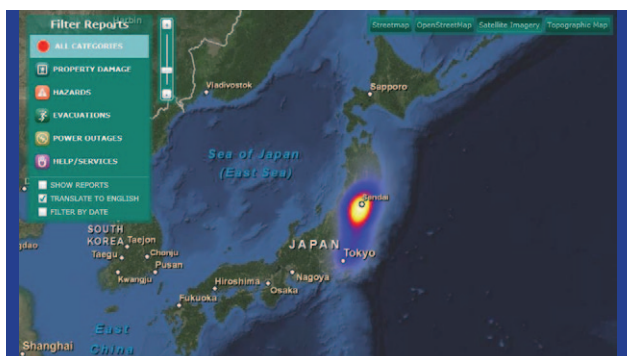 Harbin
Filter Reports
ALL CATEGORIES
PROPERTY DAMAGE
HAZARDS
EVACUATIONS
POWER OUTAGES
HELP/SERVICES
SHOW REPORTS
TRANSLATE TO ENGLISH
FILTER BY DATE
Streetmap OpenStreetMap Satellite Imagery Topographic Map
Vladivostok
Sapporo
Sea of Japan
(East Sea)
Sendai
SOUTH
KOREA
Taejon
Taegu
Chonju
Pusan
Kwangju
JAPAN
Tokyo
Nagoya
Hiroshima
Osaka
Fukuoka
East
China
Shanghai